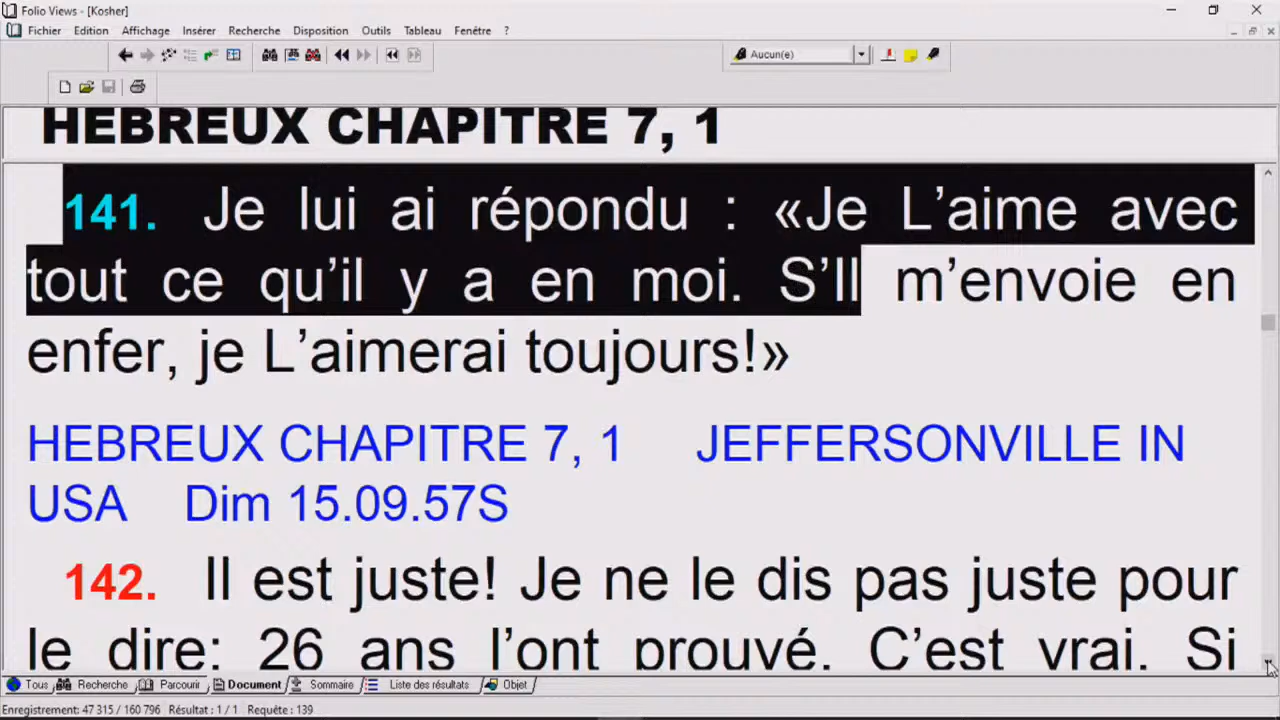 Folio Views - [Kosher]
Fichier Edition Affichage Insérer Recherche Disposition Outils Tableau Fenêtre ?
Aucun(e)
HEBREUX CHAPITRE 7, 1
141. Je lui ai répondu : «Je L’aime avec
tout ce qu’il y a en moi. S’Il m’envoie en
enfer, je L’aimerai toujours!»
HEBREUX CHAPITRE 7, 1 JEFFERSONVILLE IN
USA Dim 15.09.57S
142. Il est juste! Je ne le dis pas juste pour
le dire: 26 ans l’ont prouvé. C’est vrai. Si
Tous Recherche Parcourir Document Sommaire Liste des résultats Objet
Enregistrement: 47 315 / 160 796 Résultat : 1 / 1 Requête : 139